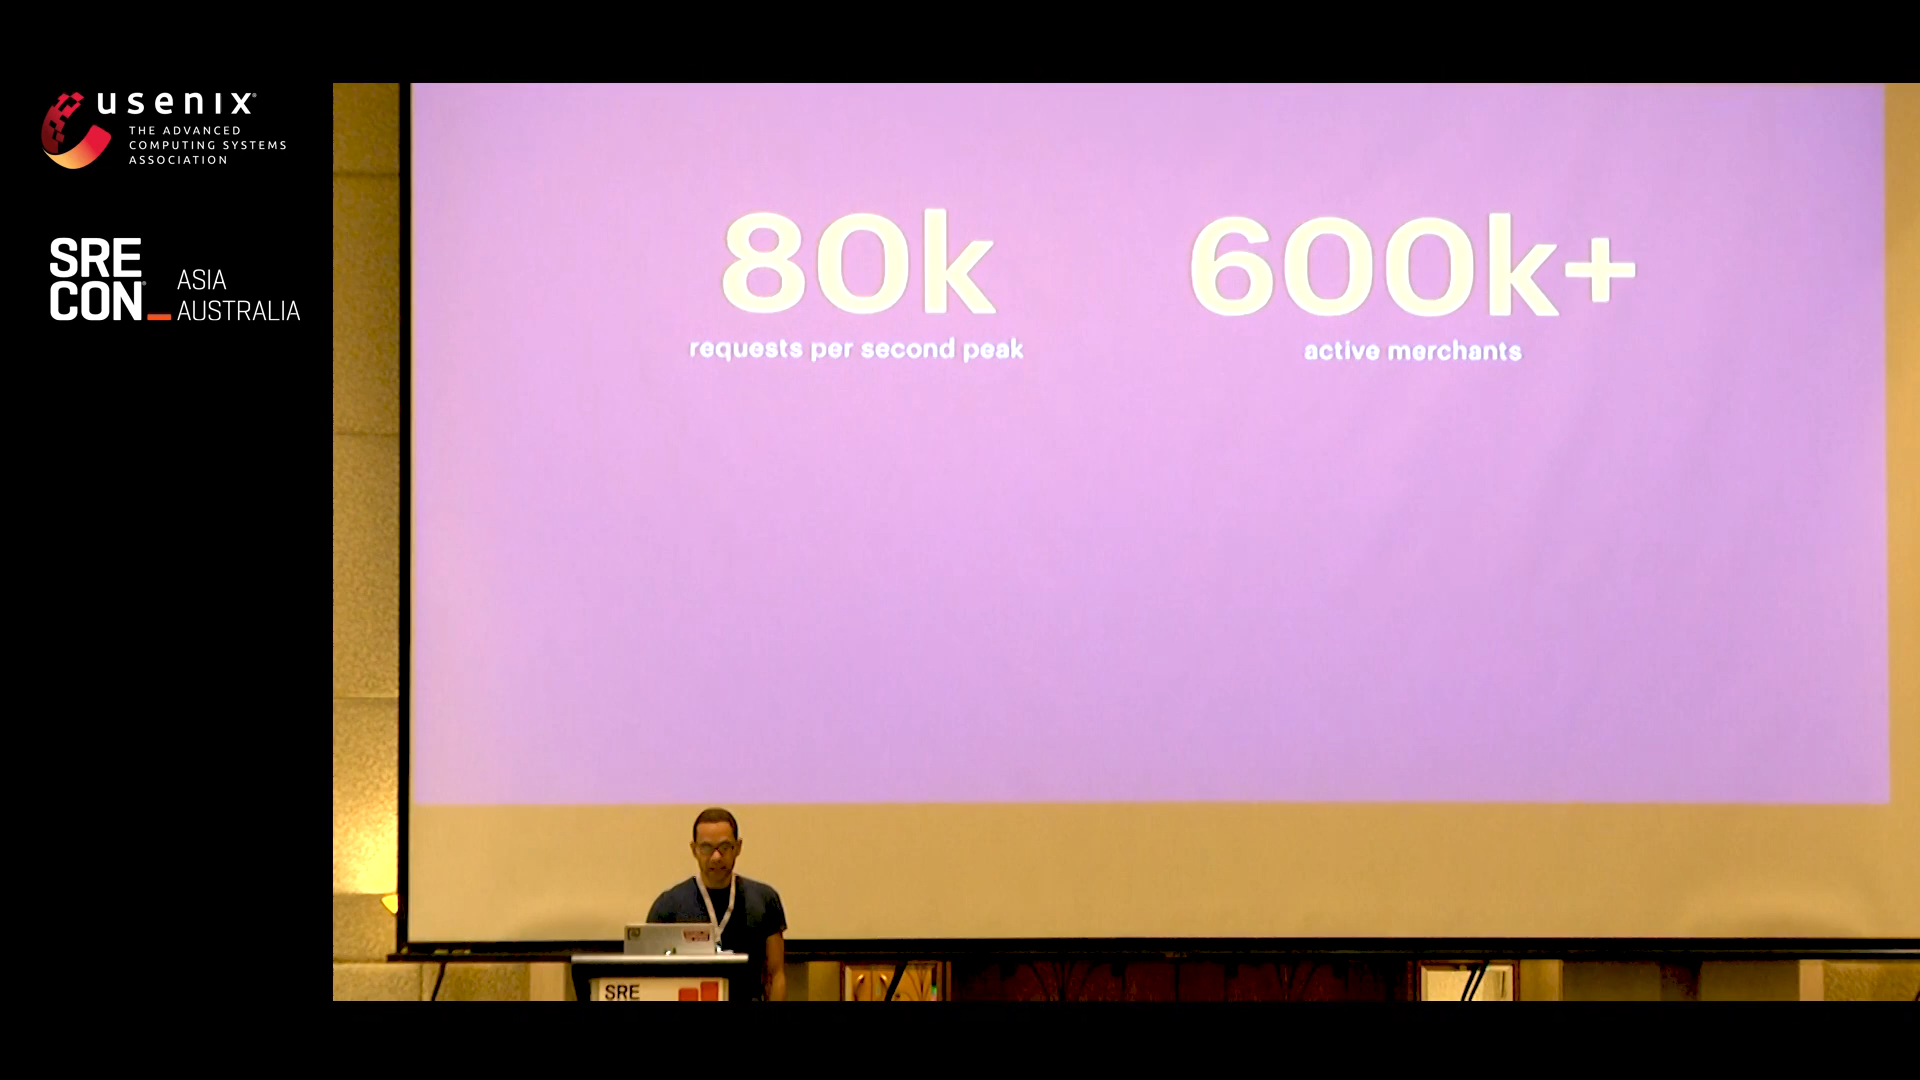 usenix
THE ADVANCED
COMPUTING SYSTEMS
ASSOCIATION
SRE
CON
ASIA
AUSTRALIA
80k
requests per second peak
600k+
active merchants
SRE